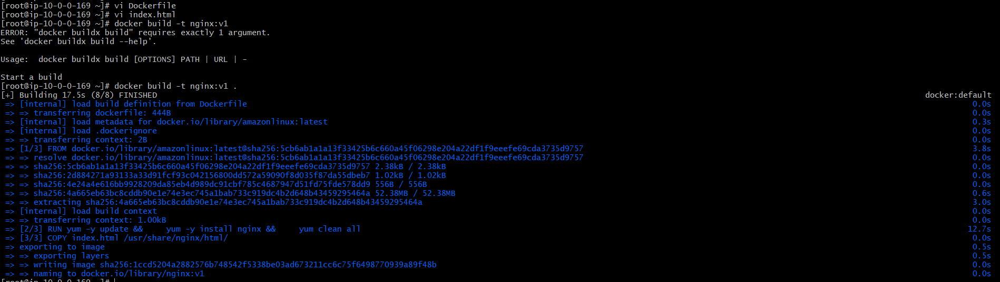 [root@ip-10-0-0-169 ~]# vi Dockerfile
[root@ip-10-0-0-169 ~]# vi index.html
[root@ip-10-0-0-169 ~]# docker build -t nginx:v1
ERROR: "docker buildx build" requires exactly 1 argument.
See 'docker buildx build --help'.
Usage:  docker buildx build [OPTIONS] PATH | URL | -
Start a build
[root@ip-10-0-0-169 ~]# docker build -t nginx:v1 .
[+] Building 17.5s (8/8) FINISHED docker:default
=> [internal] load build definition from Dockerfile 0.0s
=> => transferring dockerfile: 444B 0.0s
=> [internal] load metadata for docker.io/library/amazonlinux:latest 0.3s
=> [internal] load .dockerignore 0.0s
=> => transferring context: 2B 0.0s
=> [1/3] FROM docker.io/library/amazonlinux:latest@sha256:5cb6ab1a1a13f33425b6c660a45f06298e204a22df1f9eeefe69cda3735d9757 3.8s
=> => resolve docker.io/library/amazonlinux:latest@sha256:5cb6ab1a1a13f33425b6c660a45f06298e204a22df1f9eeefe69cda3735d9757 0.0s
=> => sha256:5cb6ab1a1a13f33425b6c660a45f06298e204a22df1f9eeefe69cda3735d9757 2.38kB / 2.38kB 0.0s
=> => sha256:2d884271a93133a33d91fcf93c042156800dd572a59090f8d035f87da55dbeb7 1.02kB / 1.02kB 0.0s
=> => sha256:4e24a4e616bb9928209da85eb4d989dc91cbf785c4687947d51fd75fde578dd9 556B / 556B 0.0s
=> => sha256:4a665eb63bc8cddb90e1e74e3ec745a1bab733c919dc4b2d648b43459295464a 52.38MB / 52.38MB 0.6s
=> => extracting sha256:4a665eb63bc8cddb90e1e74e3ec745a1bab733c919dc4b2d648b43459295464a 3.0s
=> [internal] load build context 0.0s
=> => transferring context: 1.00kB 0.0s
=> [2/3] RUN yum -y update &&     yum -y install nginx &&     yum clean all 12.7s
=> [3/3] COPY index.html /usr/share/nginx/html/ 0.0s
=> exporting to image 0.5s
=> => exporting layers 0.5s
=> => writing image sha256:1ccd5204a2882576b748542f5338be03ad673211cc6c75f6498770939a89f48b 0.0s
=> => naming to docker.io/library/nginx:v1 0.0s
[root@ip-10-0-0-169 ~]#